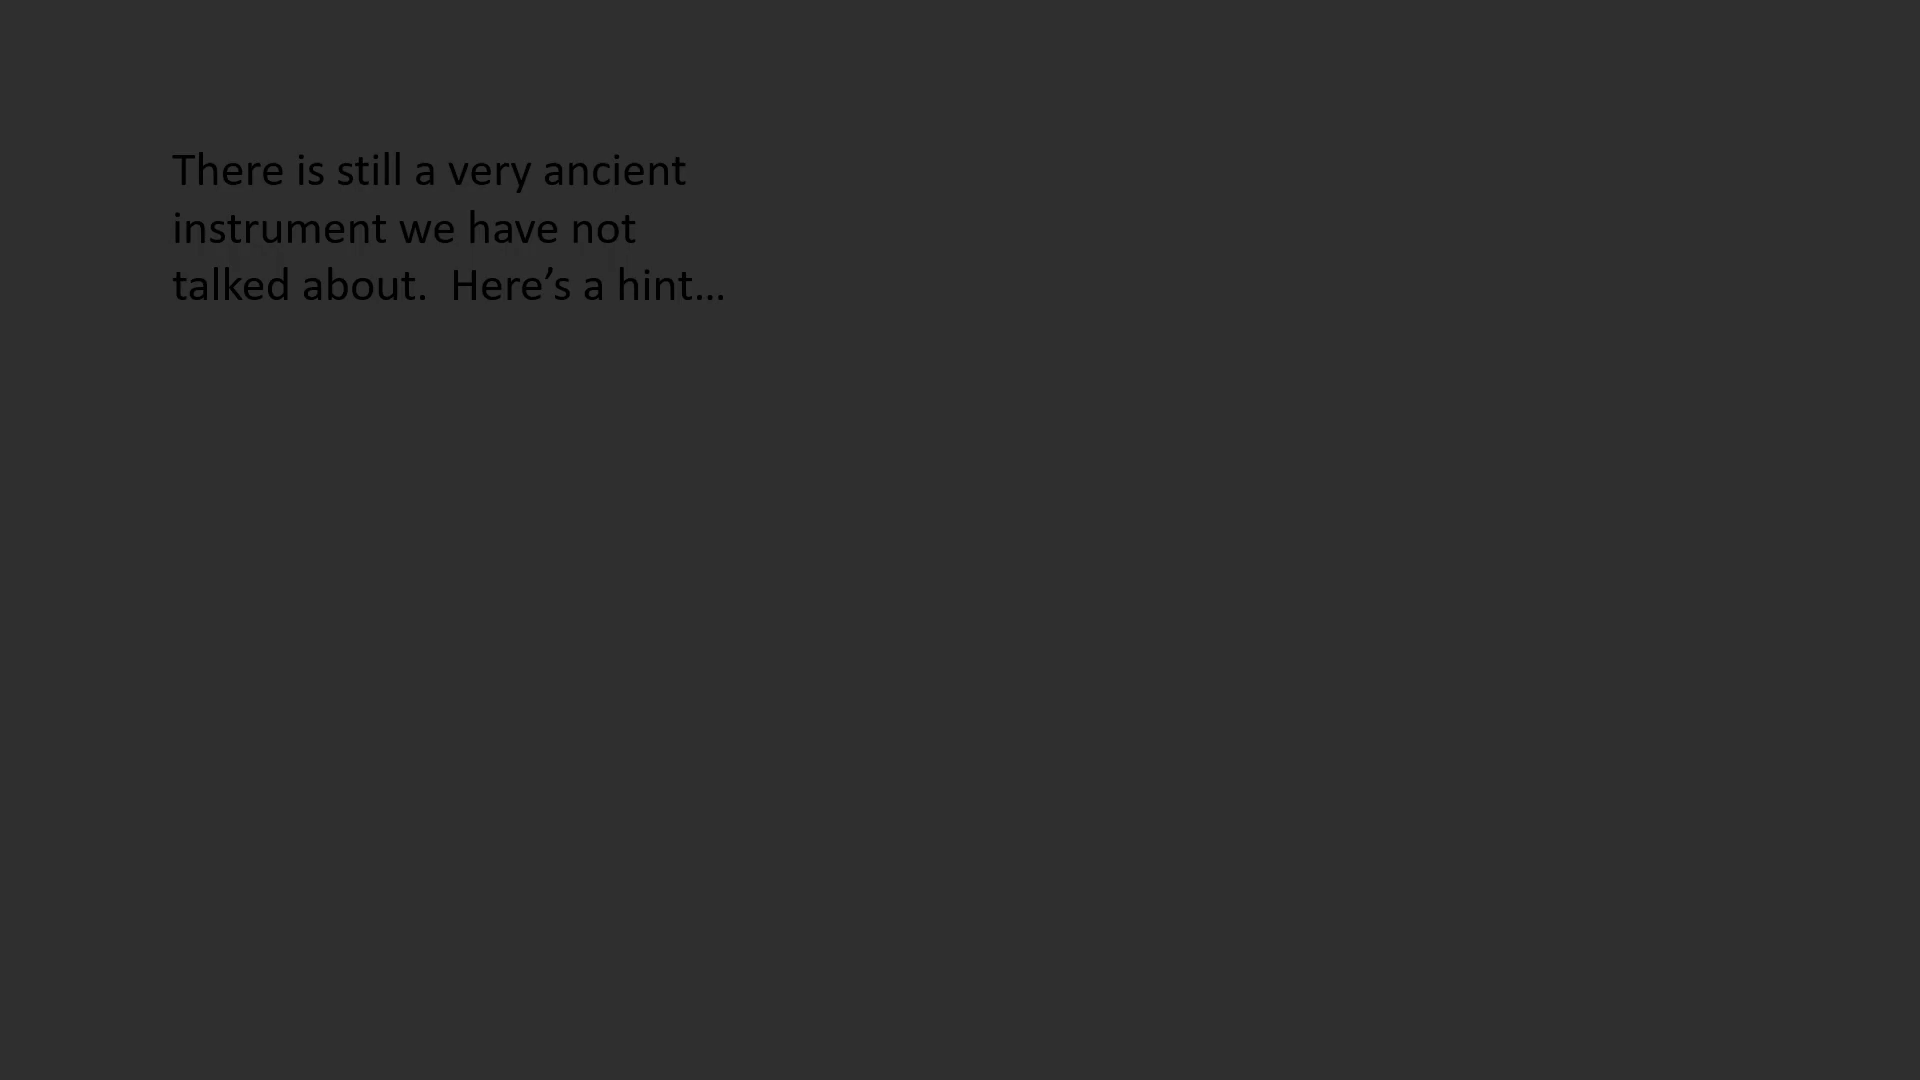 There is still a very ancient
instrument we have not
talked about.  Here’s a hint…